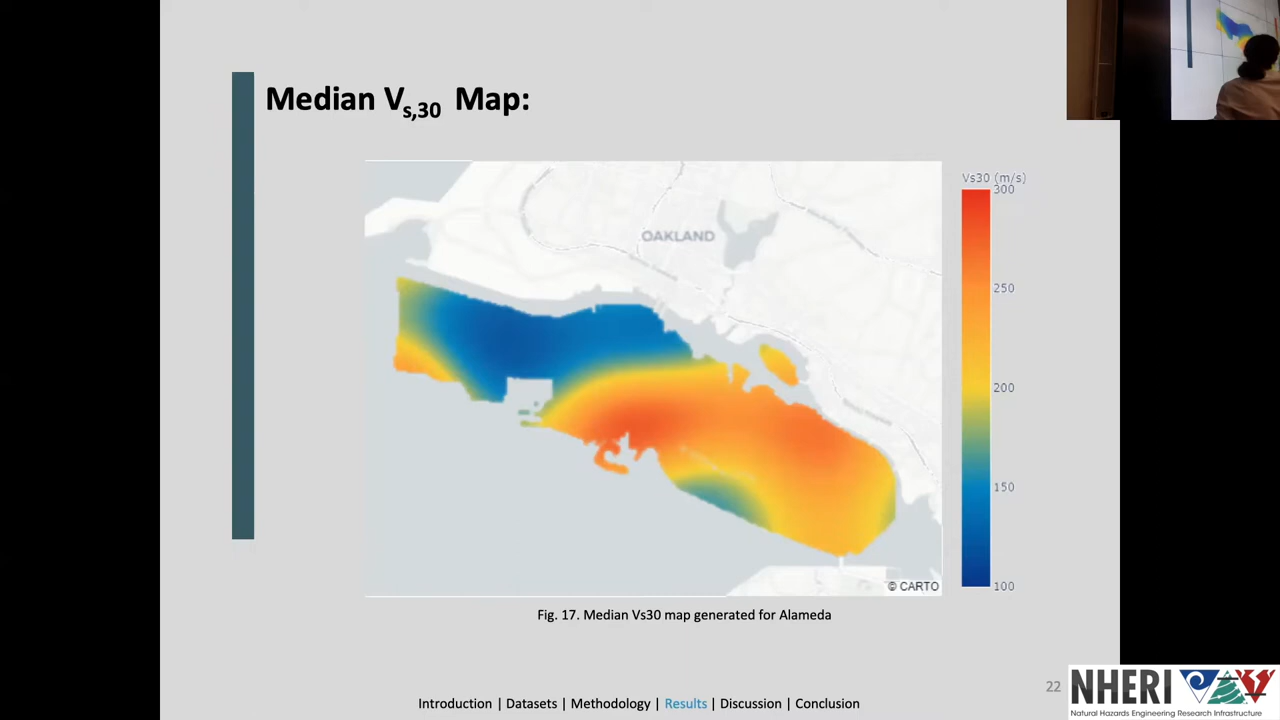 Median Vs,30 Map:
Vs30 (m/s)
300
OAKLAND
250
200
150
100
© CARTO
Fig. 17. Median Vs30 map generated for Alameda
22
NHERI
Natural Hazards Engineering Research Infrastructure
Introduction | Datasets | Methodology | Results | Discussion | Conclusion